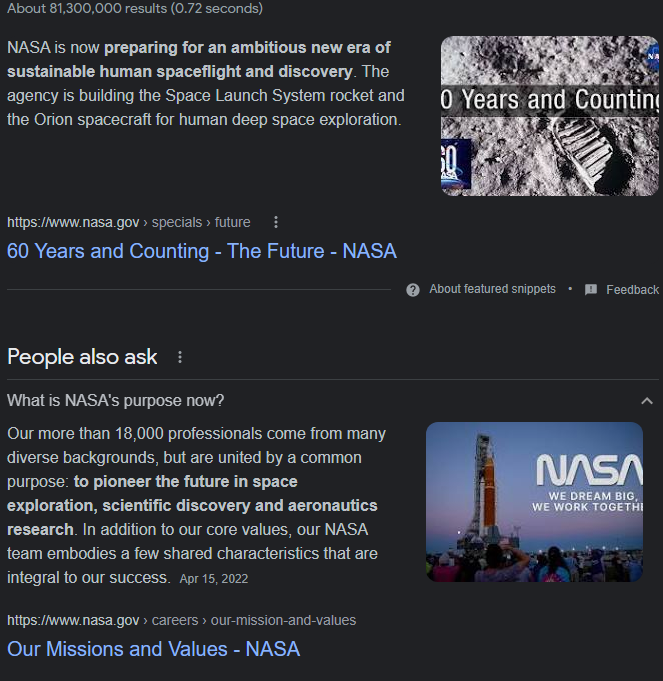 About 81,300,000 results (0.72 seconds)
NASA is now preparing for an ambitious new era of
sustainable human spaceflight and discovery. The
agency is building the Space Launch System rocket and
the Orion spacecraft for human deep space exploration.
0 Years and Counting
https://www.nasa.gov › specials › future
60 Years and Counting - The Future - NASA
About featured snippets • Feedback
People also ask
What is NASA's purpose now?
Our more than 18,000 professionals come from many
diverse backgrounds, but are united by a common
purpose: to pioneer the future in space
exploration, scientific discovery and aeronautics
research. In addition to our core values, our NASA
team embodies a few shared characteristics that are
integral to our success. Apr 15, 2022
NASA
WE DREAM BIG,
WE WORK TOGETH
https://www.nasa.gov › careers › our-mission-and-values
Our Missions and Values - NASA